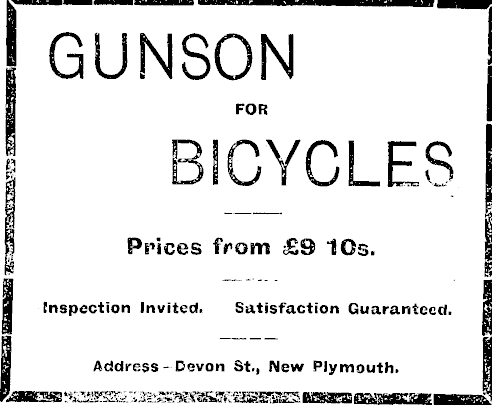 GUNSON
FOR
BICYCLES
Prices from £9 10s.
Inspection Invited. Satisfaction Guaranteed.
Address - Devon St., New Plymouth.